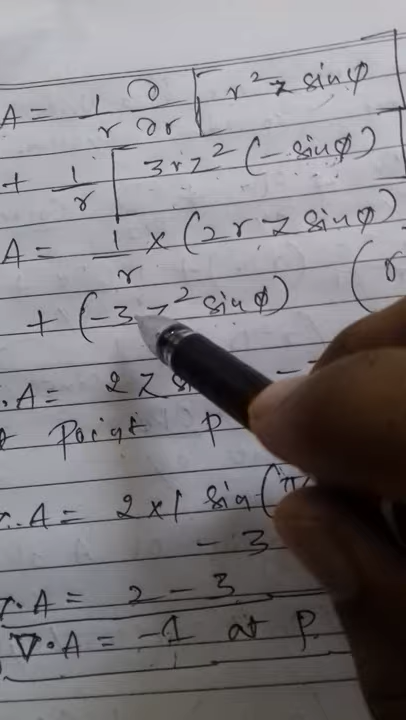 A = 1/r ∂/∂r [r²z sinφ
+ 1/r [3rz² (-sinφ)
A = 1/r × (2rz sinφ)
+ (-3z² sinφ) (r
.A = 2z
Point P
.A = 2×1 sin(π
- 3
∇.A = 2 - 3
∇.A = -1 at P.